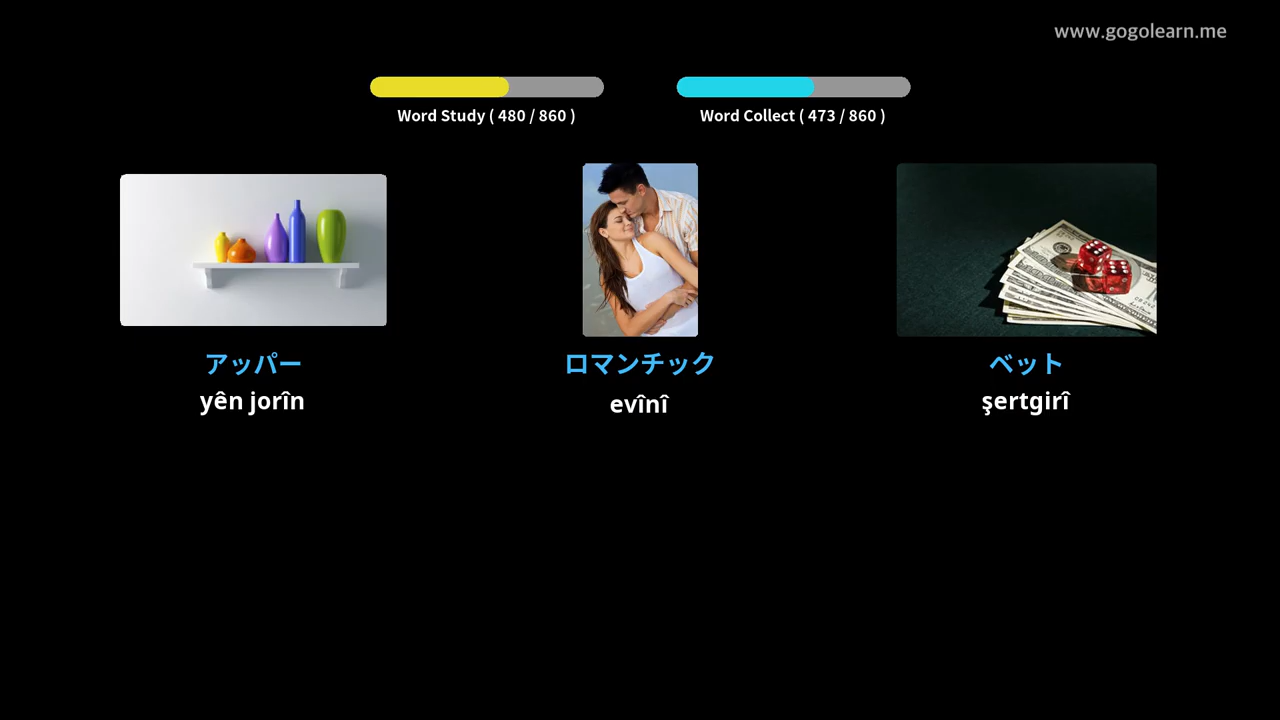 www.gogolearn.me
Word Study ( 480 / 860 )
Word Collect ( 473 / 860 )
アッパー
yên jorîn
ロマンチック
evînî
ベット
şertgirî